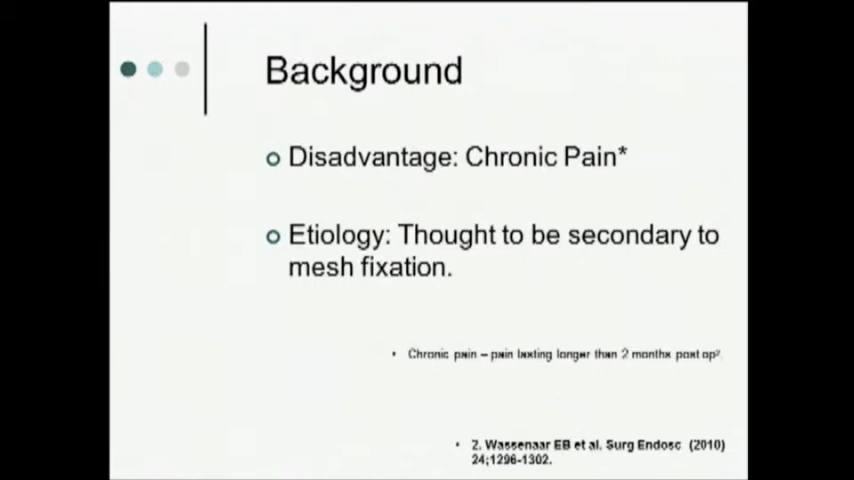 Background
Disadvantage: Chronic Pain*
Etiology: Thought to be secondary to
mesh fixation.
• Chronic pain – pain lasting longer than 2 months post op²
• 2. Wassenaar EB et al. Surg Endosc (2010)
24;1296-1302.